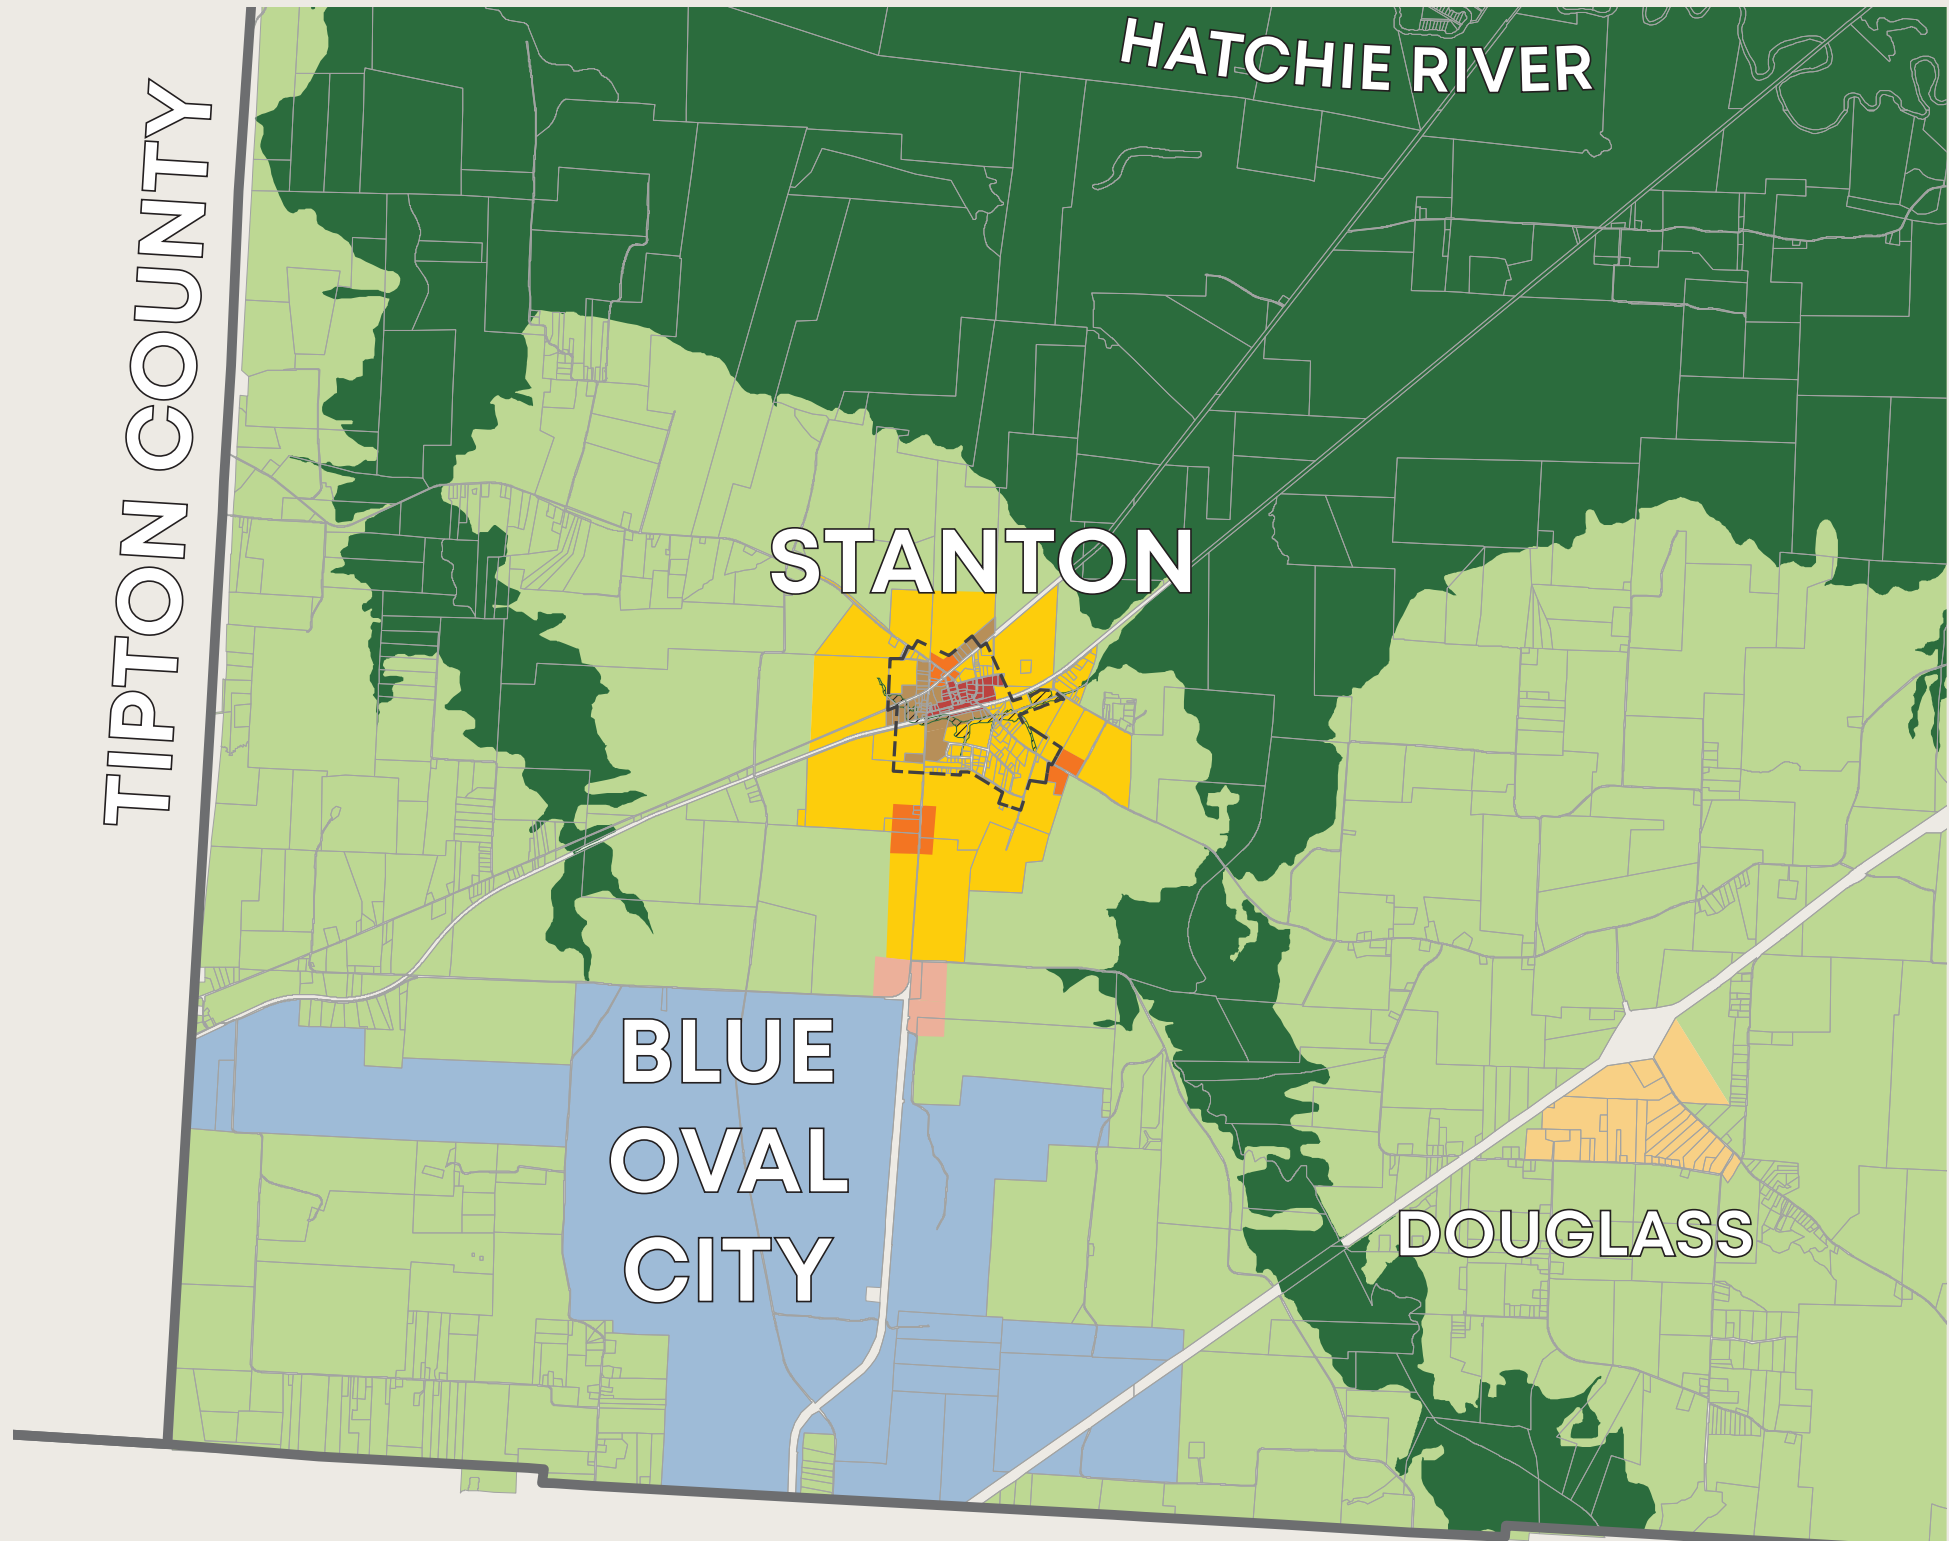 HATCHIE RIVER
TIPTON COUNTY
STANTON
BLUE
OVAL
CITY
DOUGLASS